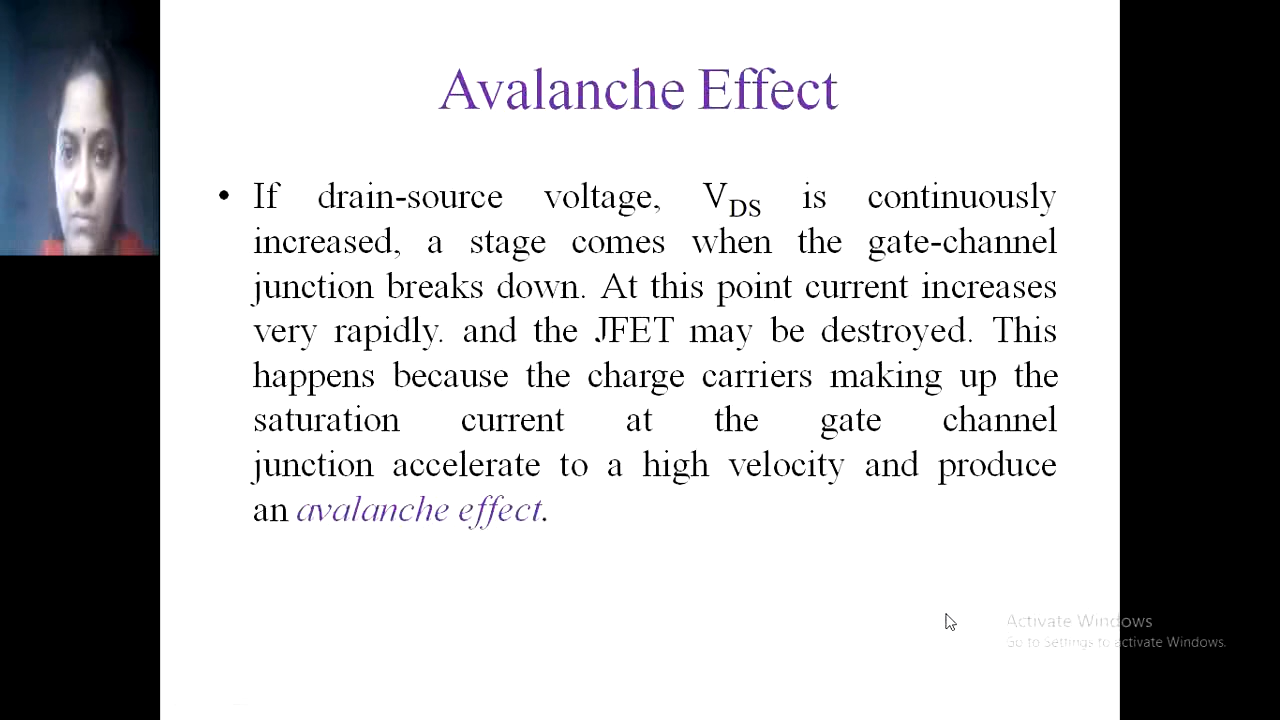 Avalanche Effect
• If drain-source voltage, VDS is continuously
increased, a stage comes when the gate-channel
junction breaks down. At this point current increases
very rapidly. and the JFET may be destroyed. This
happens because the charge carriers making up the
saturation current at the gate channel
junction accelerate to a high velocity and produce
an avalanche effect.
Activate Windows
Go to Settings to activate Windows.